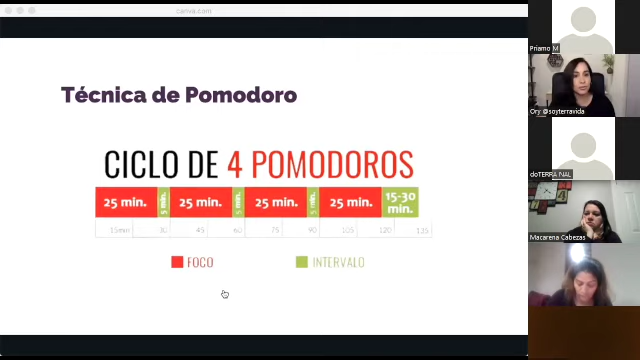 canva.com
Técnica de Pomodoro
CICLO DE 4 POMODOROS
25 min. 5 min. 25 min. 5 min. 25 min. 5 min. 25 min. 15-30 min.
15min 30 45 60 75 90 105 120 135
FOCO INTERVALO
Priamo M
Ory @soyterravida
doTERRA NAL
Macarena Cabezas